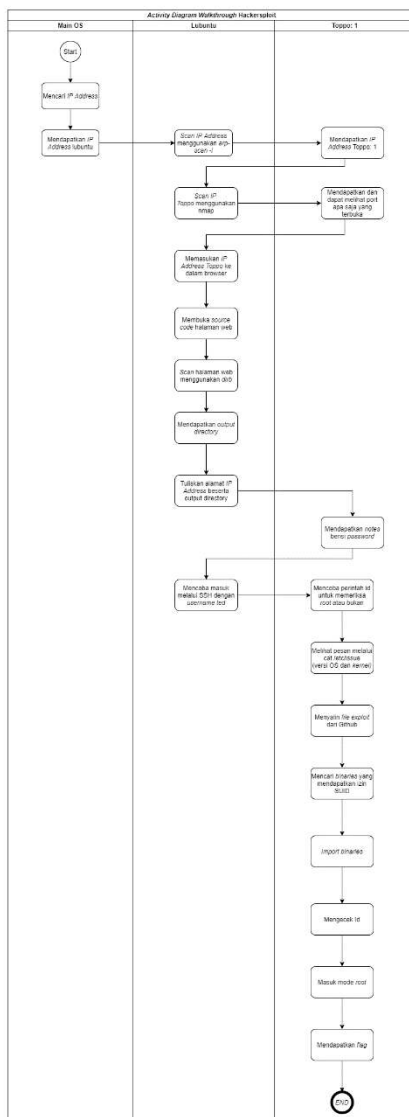 Activity Diagram Walkthrough Hackersploit
Main OS
Lubuntu
Toppo: 1
Start
Mencari IP Address
Mendapatkan IP
Address lubuntu
Scan IP Address
menggunakan arp-
scan -l
Mendapatkan IP
Address Toppo: 1
Scan IP
Toppo menggunakan
nmap
Mendapatkan dan
dapat melihat port
apa saja yang
terbuka
Memasukan IP
Address Toppo ke
dalam browser
Membuka source
code halaman web
Scan halaman web
menggunakan dirb
Mendapatkan output
directory
Tuliskan alamat IP
Address beserta
output directory
Mendapatkan notes
berisi password
Mencoba masuk
melalui SSH dengan
username ted
Mencoba perintah id
untuk memeriksa
root atau bukan
Melihat pesan melalui
cat /etc/issue
(versi OS dan kernel)
Menyalin file exploit
dari Github
Mencari binaries yang
mendapatkan izin
SUID
Import binaries
Mengecek id
Masuk mode root
Mendapatkan flag
END